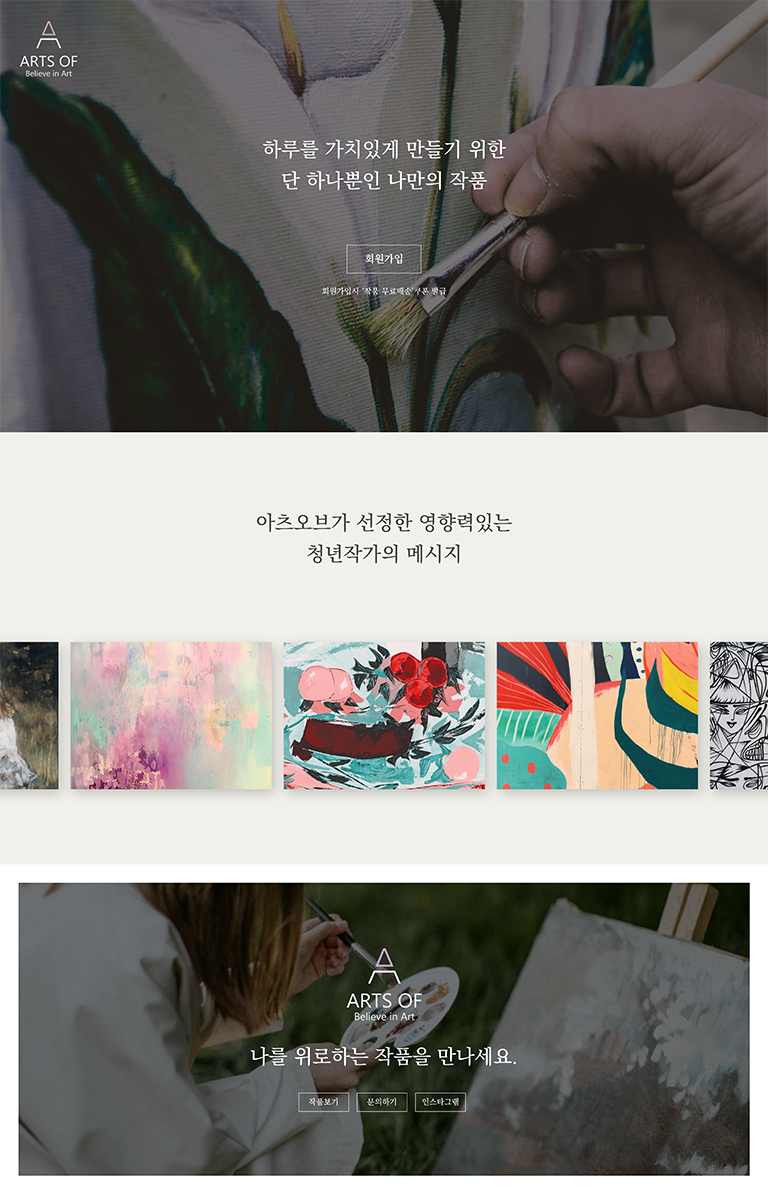 ARTS OF
Believe in Art
하루를 가치있게 만들기 위한
단 하나뿐인 나만의 작품
회원가입
회원가입시 '작품 무료배송' 쿠폰 발급
아츠오브가 선정한 영향력있는
청년작가의 메시지
ARTS OF
Believe in Art
나를 위로하는 작품을 만나세요.
작품보기
문의하기
인스타그램